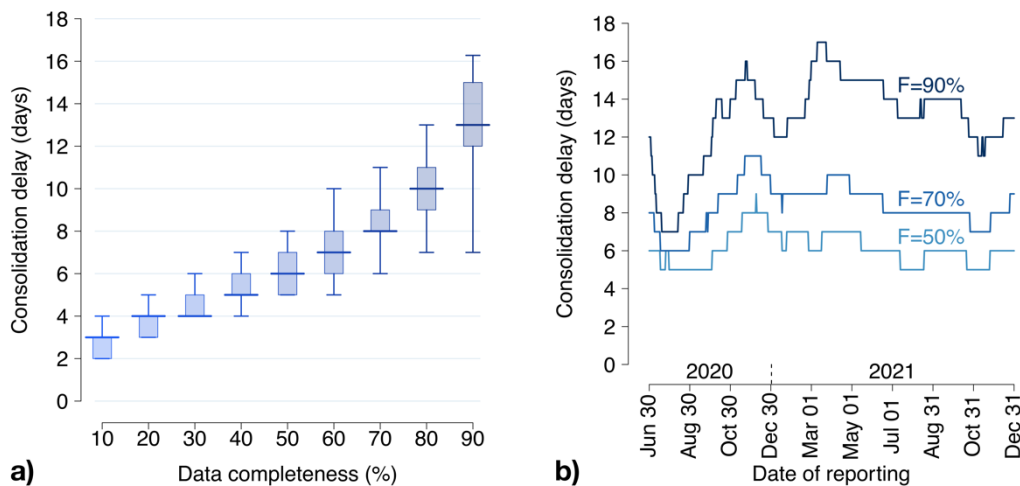 18
16
14
12
10
8
6
4
2
0
Consolidation delay (days)
10 20 30 40 50 60 70 80 90
Data completeness (%)
a)
18
16
14
12
10
8
6
4
2
0
Consolidation delay (days)
F=90%
F=70%
F=50%
2020 2021
Jun 30
Aug 30
Oct 30
Dec 30
Mar 01
May 01
Jul 01
Aug 31
Oct 31
Dec 31
Date of reporting
b)